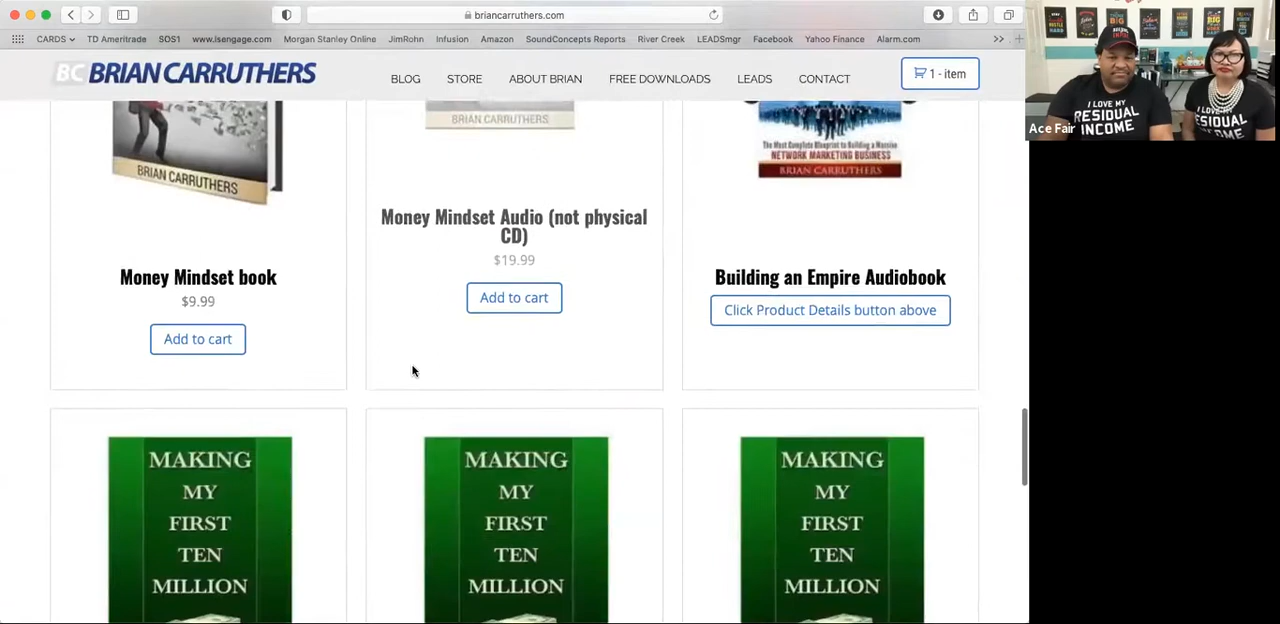 briancarruthers.com
CARDS TD Ameritrade SOS1 www.lsengage.com Morgan Stanley Online JimRohn Infusion Amazon SoundConcepts Reports River Creek LEADSmgr Facebook Yahoo Finance Alarm.com >>
BC BRIAN CARRUTHERS
BLOG STORE ABOUT BRIAN FREE DOWNLOADS LEADS CONTACT
1 - item
I LOVE MY
RESIDUAL
INCOME
I LOVE MY
RESIDUAL
INCOME
Ace Fair
BRIAN CARRUTHERS
Money Mindset book
$9.99
Add to cart
BRIAN CARRUTHERS
Money Mindset Audio (not physical
CD)
$19.99
Add to cart
The Most Complete Blueprint to Building a Massive
NETWORK MARKETING BUSINESS
BRIAN CARRUTHERS
Building an Empire Audiobook
Click Product Details button above
MAKING
MY
FIRST
TEN
MILLION
MAKING
MY
FIRST
TEN
MILLION
MAKING
MY
FIRST
TEN
MILLION